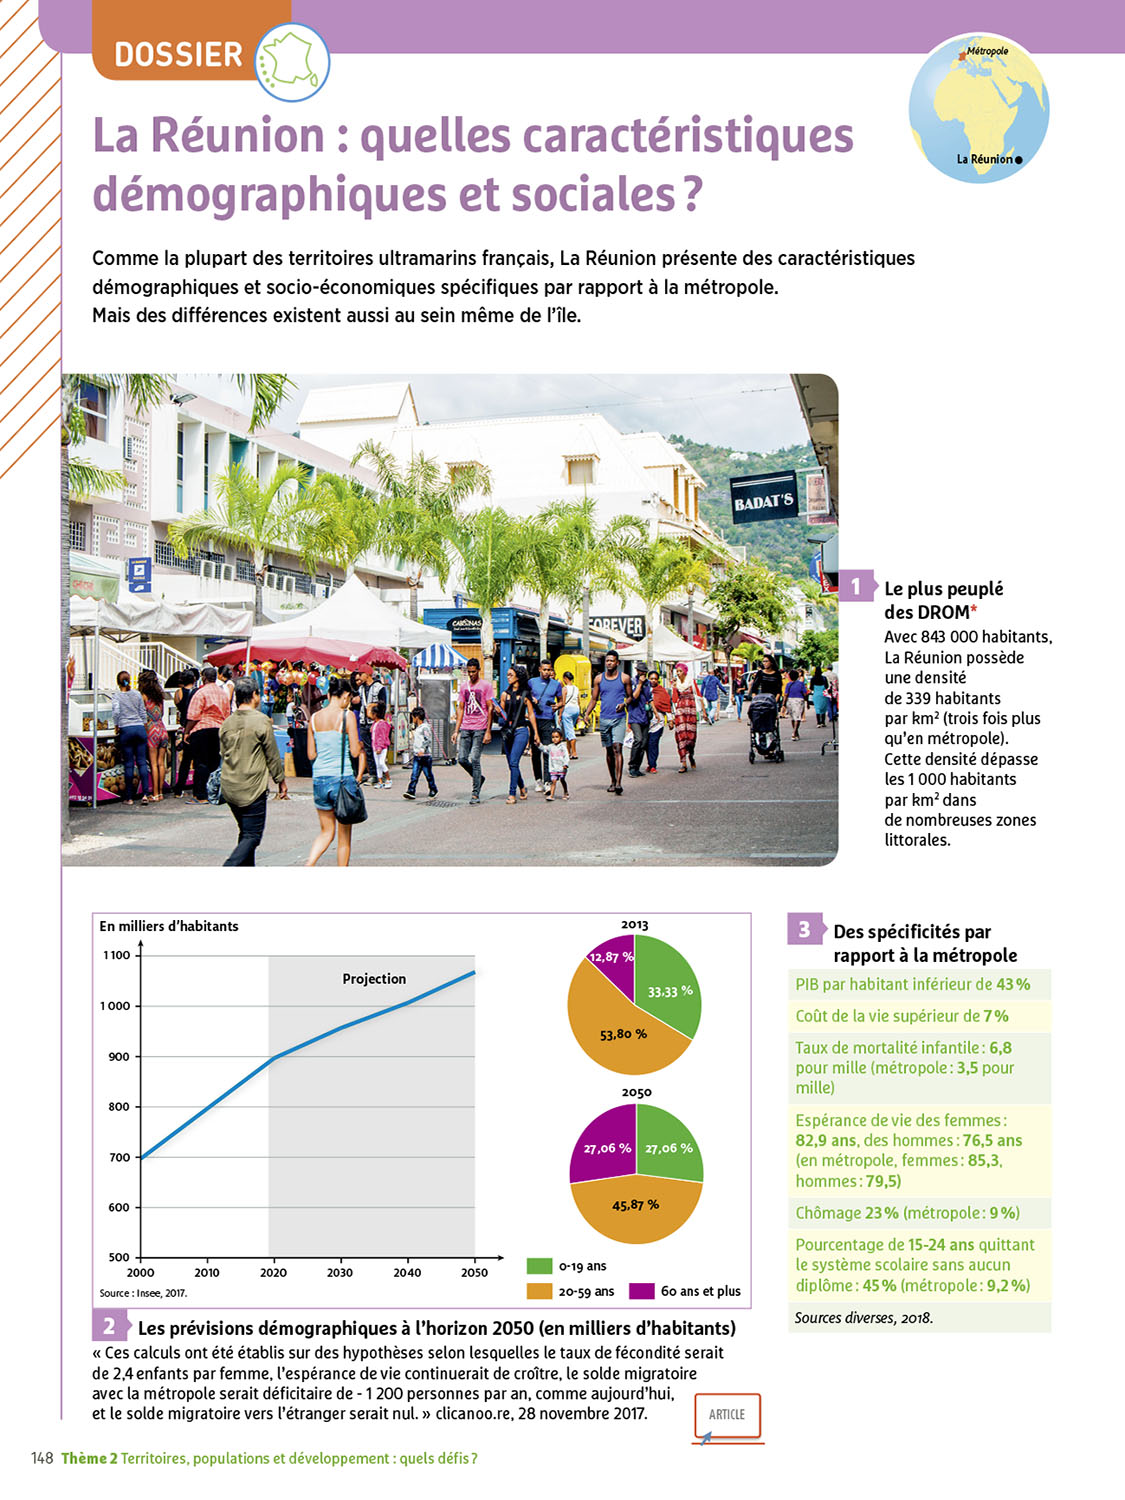 DOSSIER
Métropole
La Réunion
La Réunion : quelles caractéristiques
démographiques et sociales ?
Comme la plupart des territoires ultramarins français, La Réunion présente des caractéristiques
démographiques et socio-économiques spécifiques par rapport à la métropole.
Mais des différences existent aussi au sein même de l'île.
BADAT'S
FOREVER
1
Le plus peuplé
des DROM*
Avec 843 000 habitants,
La Réunion possède
une densité
de 339 habitants
par km² (trois fois plus
qu'en métropole).
Cette densité dépasse
les 1 000 habitants
par km² dans
de nombreuses zones
littorales.
En milliers d'habitants
1 100
1 000
900
800
700
600
500
2000 2010 2020 2030 2040 2050
Projection
Source : Insee, 2017.
2013
12,87 %
33,33 %
53,80 %
2050
27,06 % 27,06 %
45,87 %
0-19 ans
20-59 ans 60 ans et plus
2 Les prévisions démographiques à l'horizon 2050 (en milliers d'habitants)
« Ces calculs ont été établis sur des hypothèses selon lesquelles le taux de fécondité serait
de 2,4 enfants par femme, l'espérance de vie continuerait de croître, le solde migratoire
avec la métropole serait déficitaire de - 1 200 personnes par an, comme aujourd'hui,
et le solde migratoire vers l'étranger serait nul. » clicanoo.re, 28 novembre 2017.
ARTICLE
3 Des spécificités par
rapport à la métropole
PIB par habitant inférieur de 43 %
Coût de la vie supérieur de 7 %
Taux de mortalité infantile : 6,8
pour mille (métropole : 3,5 pour
mille)
Espérance de vie des femmes :
82,9 ans, des hommes : 76,5 ans
(en métropole, femmes : 85,3,
hommes : 79,5)
Chômage 23 % (métropole : 9 %)
Pourcentage de 15-24 ans quittant
le système scolaire sans aucun
diplôme : 45 % (métropole : 9,2 %)
Sources diverses, 2018.
148 Thème 2 Territoires, populations et développement : quels défis ?